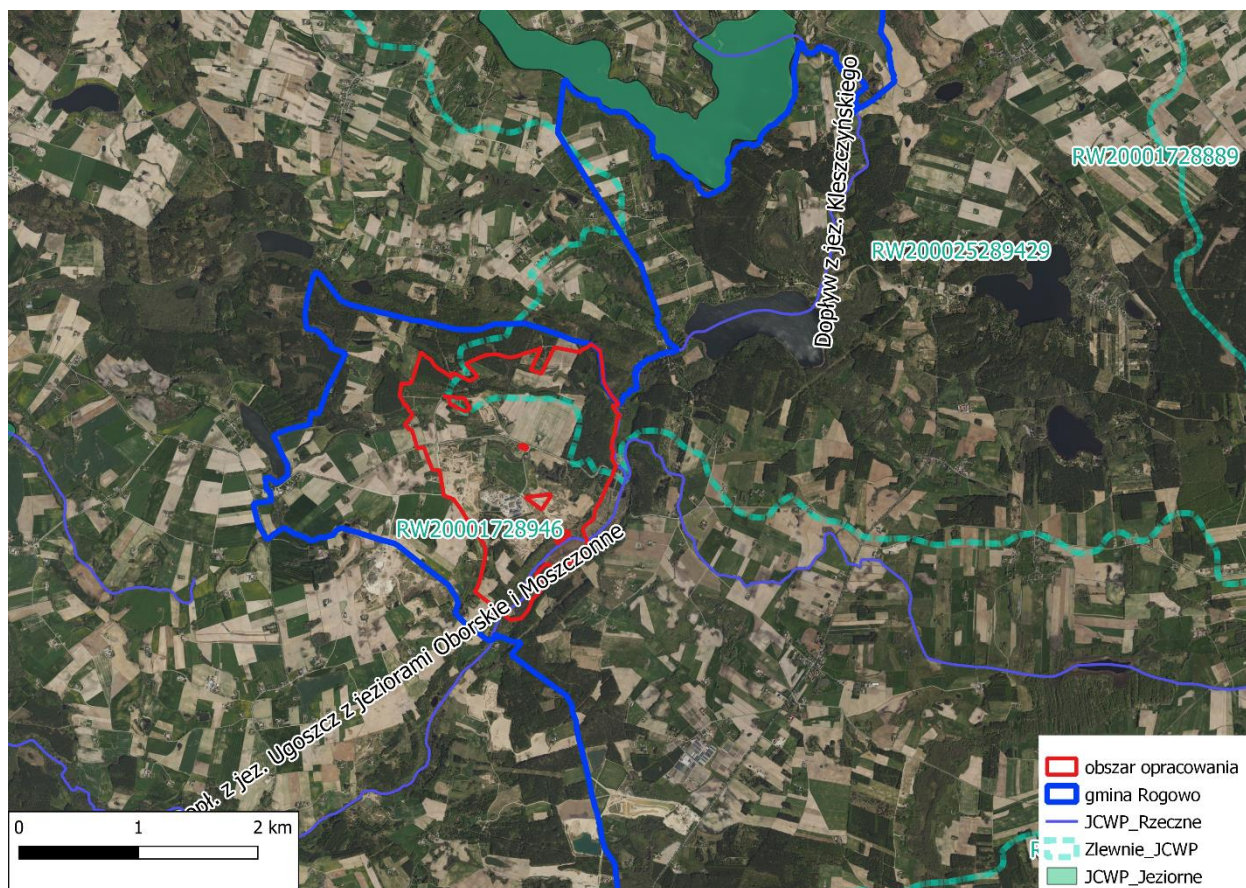 Dopływ z jez. Kleszczyńskiego
RW20001728889
RW200025289429
RW20001728946
opł. z jez. Ugoszcz z jeziorami Oborskie i Moszczonne
0 1 2 km
obszar opracowania
gmina Rogowo
JCWP_Rzeczne
Zlewnie_JCWP
JCWP_Jeziorne